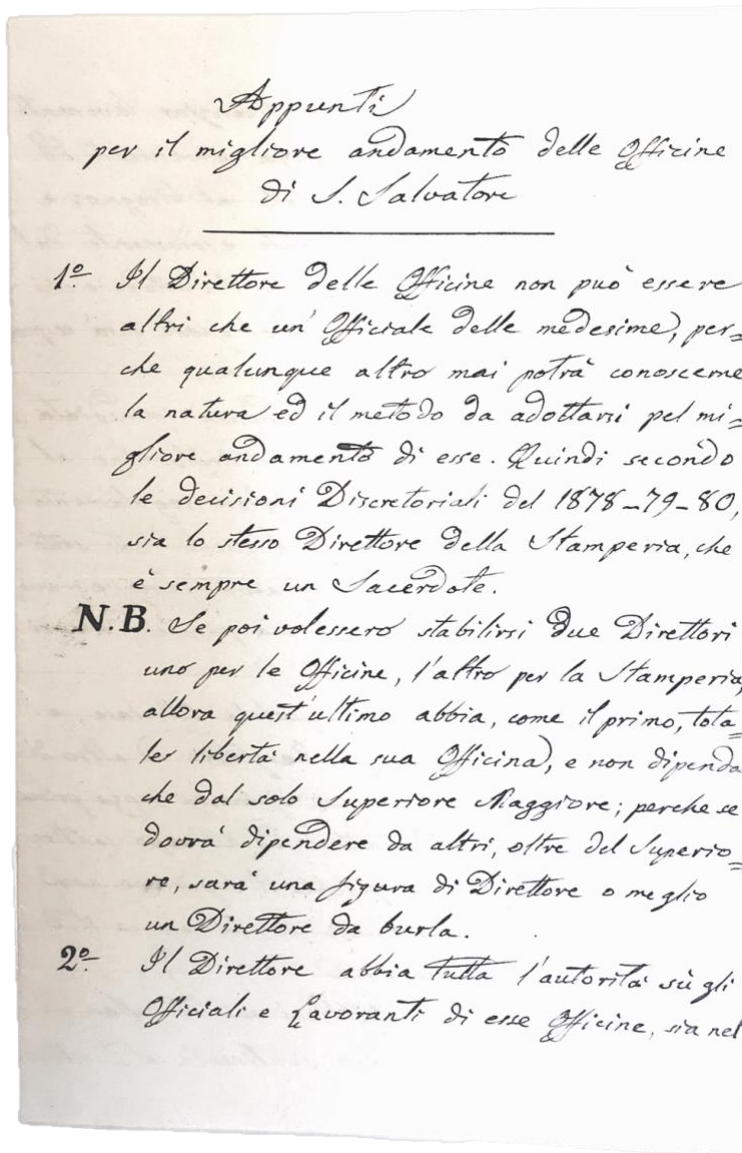 Appunti
per il migliore andamento delle Officine
di S. Salvatore
1º. Il Direttore delle Officine non può essere
altri che un' Officiale delle medesime, per=
che qualunque altro mai potrà conoscerne
la natura ed il metodo da adottarsi pel mi=
gliore andamento di esse. Quindi secondo
le decisioni Discretoriali del 1878-79-80,
sia lo stesso Direttore della Stamperia, che
è sempre un Sacerdote.
N.B. Se poi volessero stabilirsi due Direttori
uno per le Officine, l'altro per la Stamperia,
allora quest'ultimo abbia, come il primo, tota=
le libertà nella sua Officina, e non dipenda
che dal solo Superiore Maggiore; perche se
dovrà dipendere da altri, oltre del Superio=
re, sarà una figura di Direttore o meglio
un Direttore da burla.
2º. Il Direttore abbia tutta l'autorità sù gli
Officiali e Lavoranti di esse Officine, sia nel